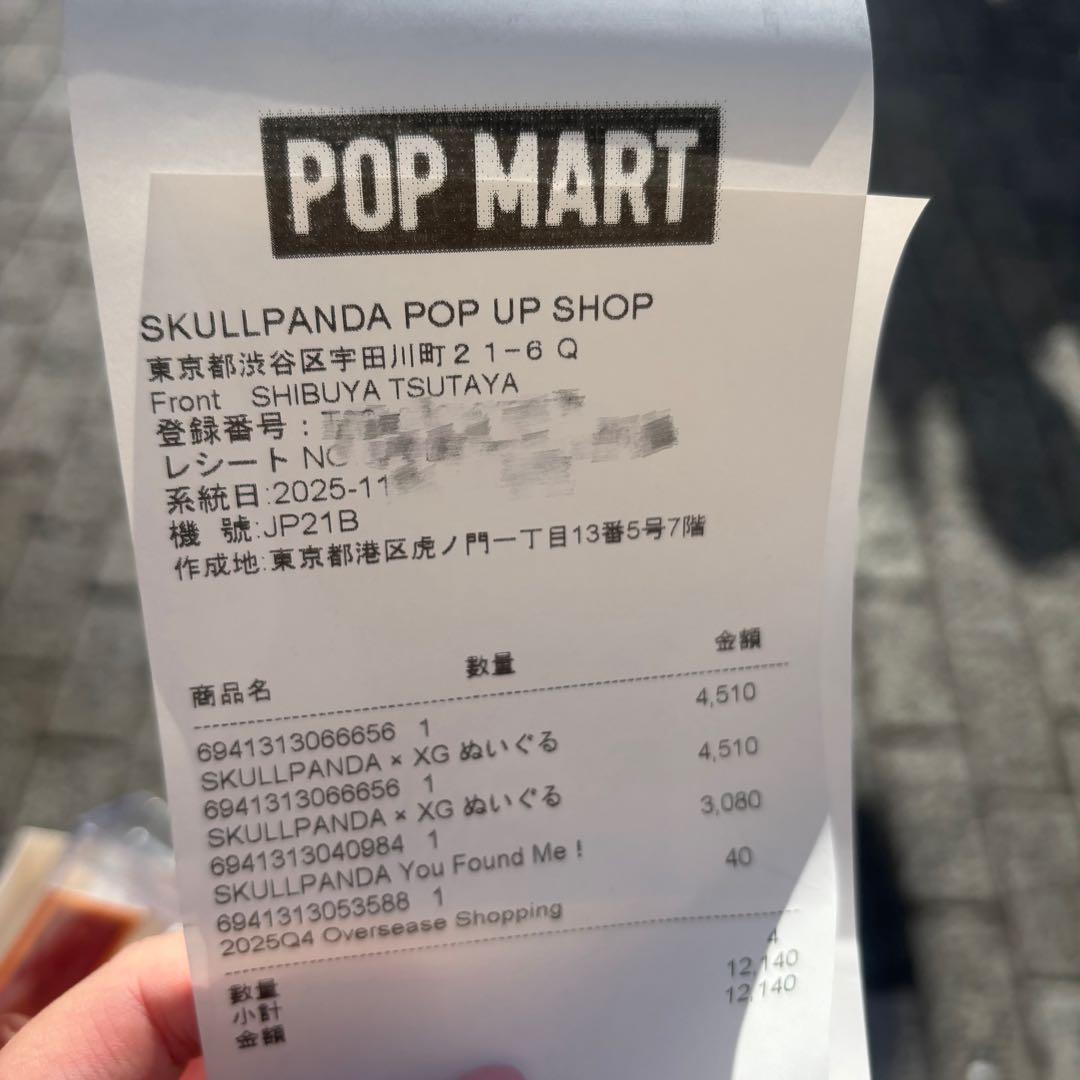 POP MART
SKULLPANDA POP UP SHOP
東京都渋谷区宇田川町２１−６ Ｑ
Front　SHIBUYA TSUTAYA
登録番号：
レシート NO
系統日:2025-11
機　號:JP21B
作成地:東京都港区虎ノ門一丁目13番5号7階
商品名 数量 金額
6941313066656 1 4,510
SKULLPANDA × XG ぬいぐる
6941313066656 1 4,510
SKULLPANDA × XG ぬいぐる
6941313040984 1 3,080
SKULLPANDA You Found Me！
6941313053588 1 40
2025Q4 Oversease Shopping
数量 4
小計 12,140
金額 12,140